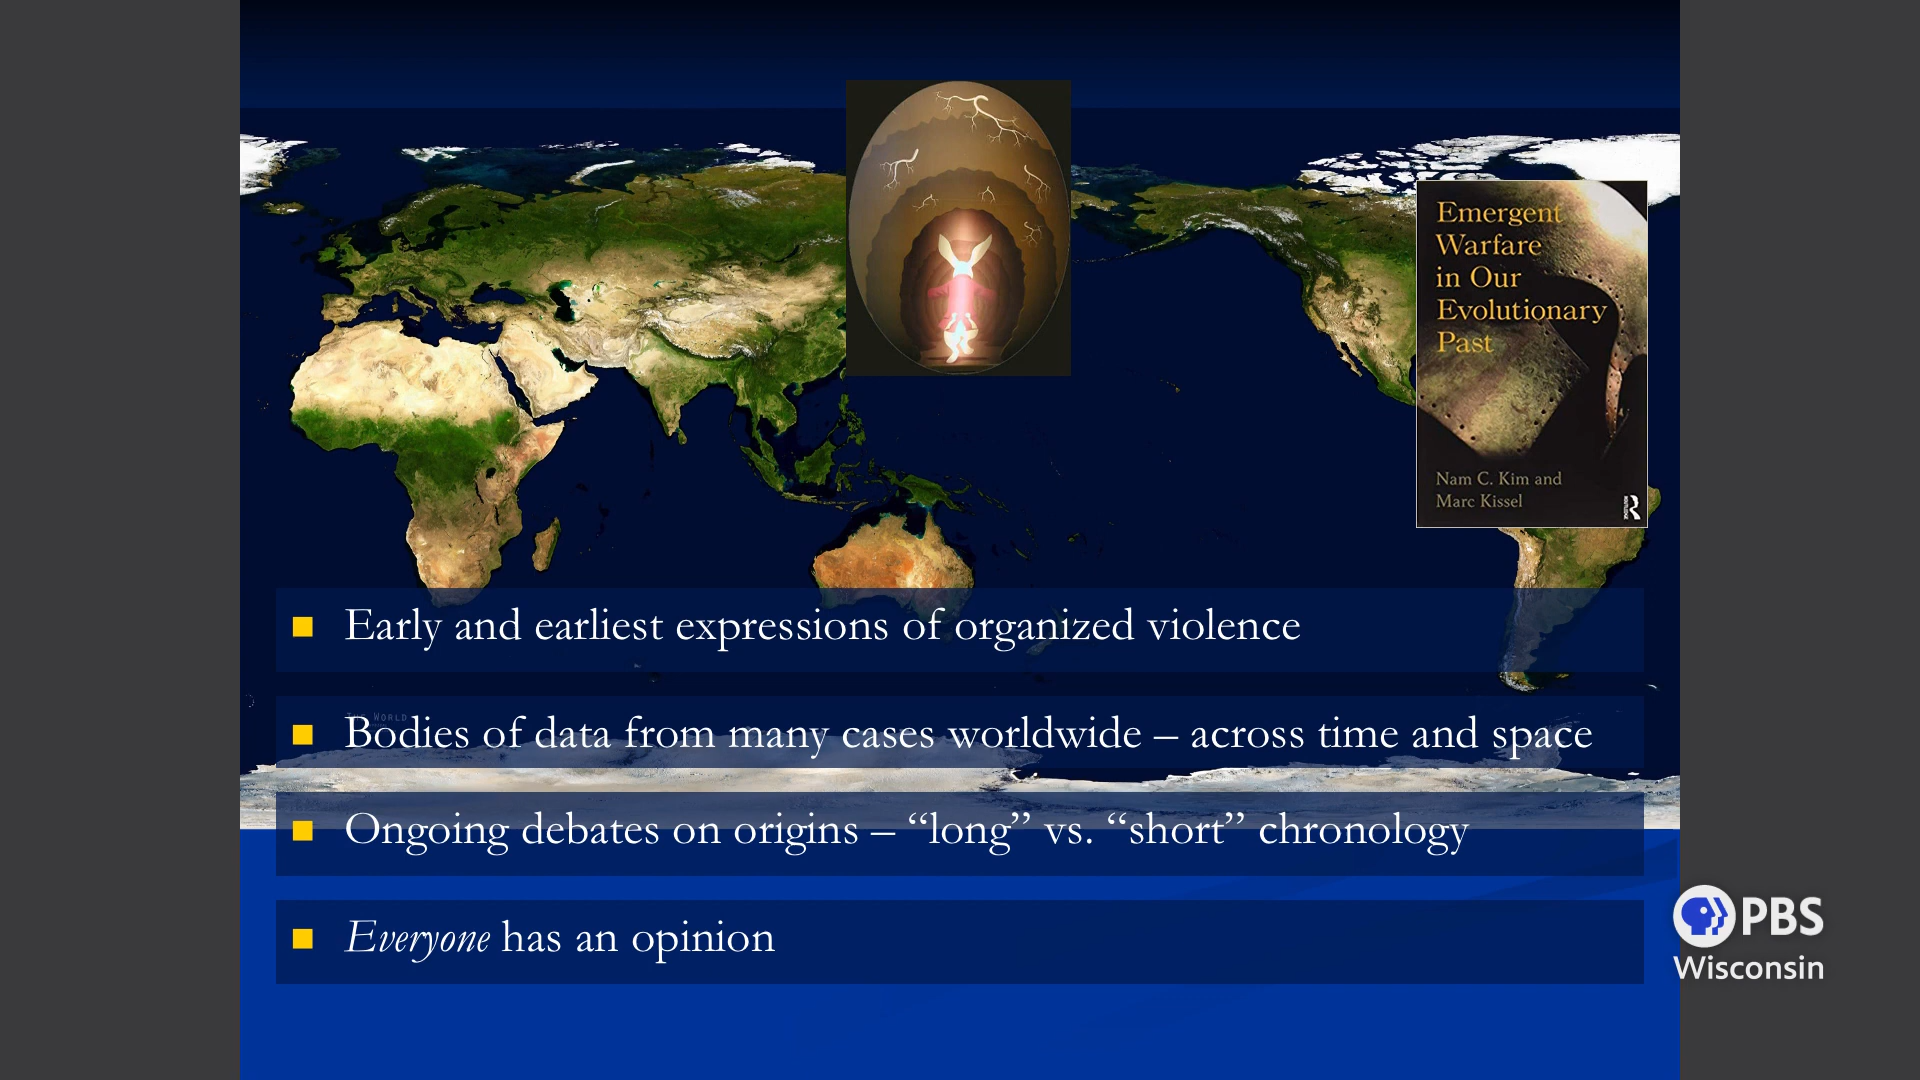 Emergent
Warfare
in Our
Evolutionary
Past
Nam C. Kim and
Marc Kissel
R
Early and earliest expressions of organized violence
THE WORLD
Bodies of data from many cases worldwide – across time and space
Ongoing debates on origins – “long” vs. “short” chronology
Everyone has an opinion
PBS
Wisconsin